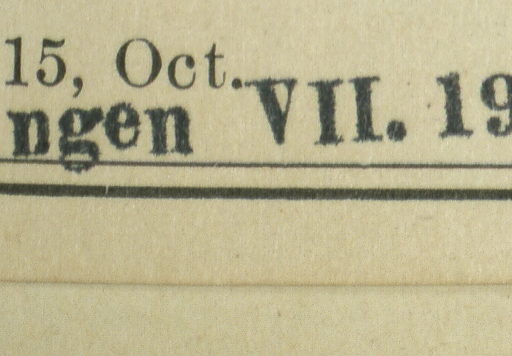 15, Oct.
ngen VII. 19